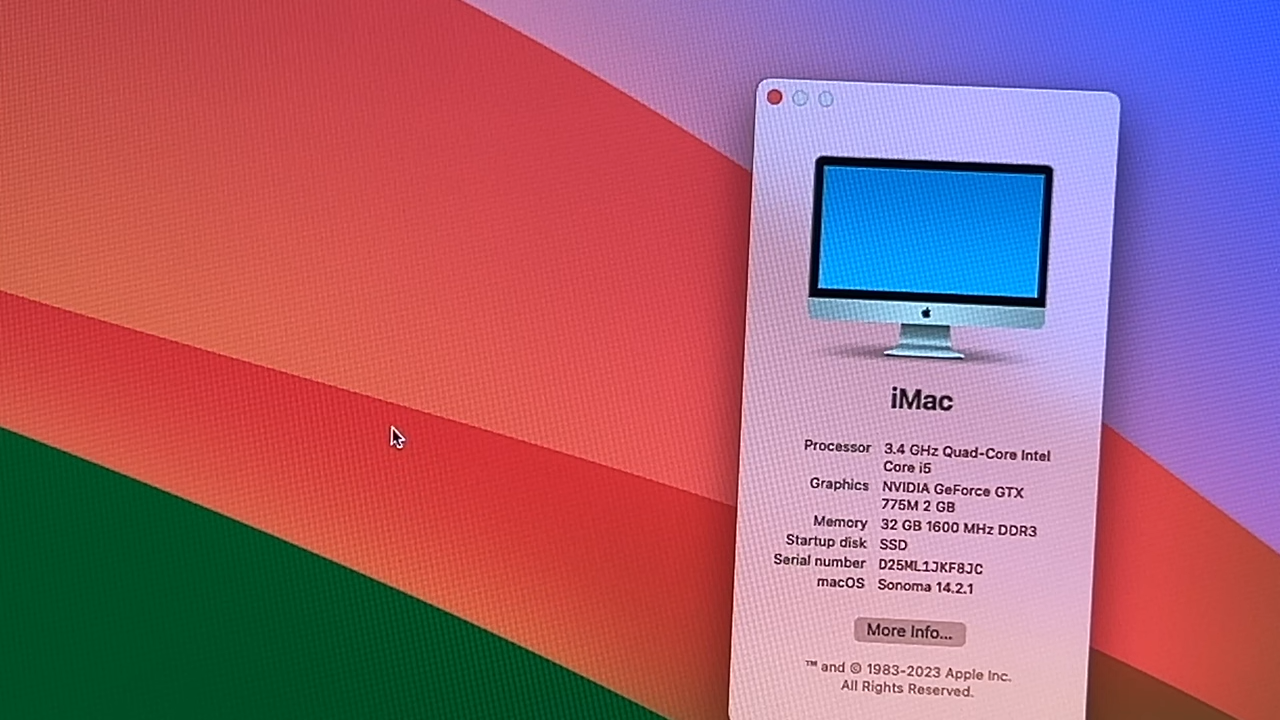 iMac
Processor 3.4 GHz Quad-Core Intel
Core i5
Graphics NVIDIA GeForce GTX
775M 2 GB
Memory 32 GB 1600 MHz DDR3
Startup disk SSD
Serial number D25ML1JKF8JC
macOS Sonoma 14.2.1
More Info...
™ and © 1983-2023 Apple Inc.
All Rights Reserved.